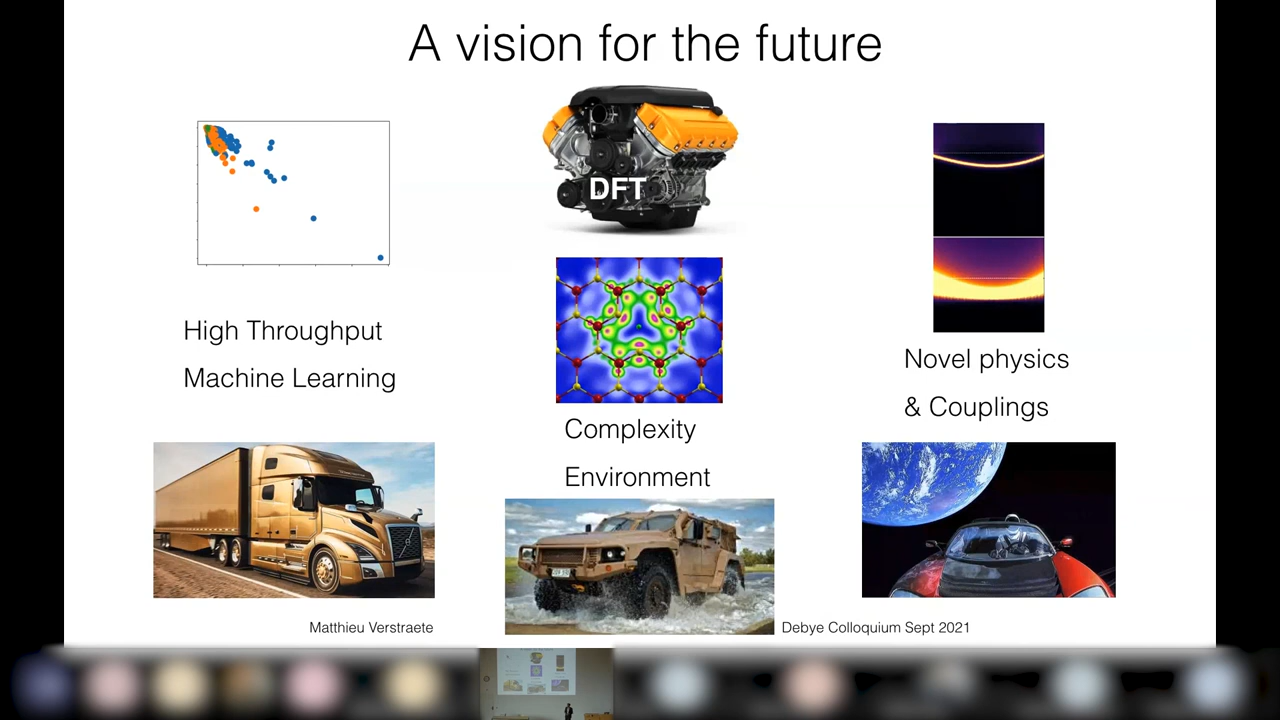 A vision for the future
DFT
High Throughput
Machine Learning
Novel physics
& Couplings
Complexity
Environment
Matthieu Verstraete
Debye Colloquium Sept 2021